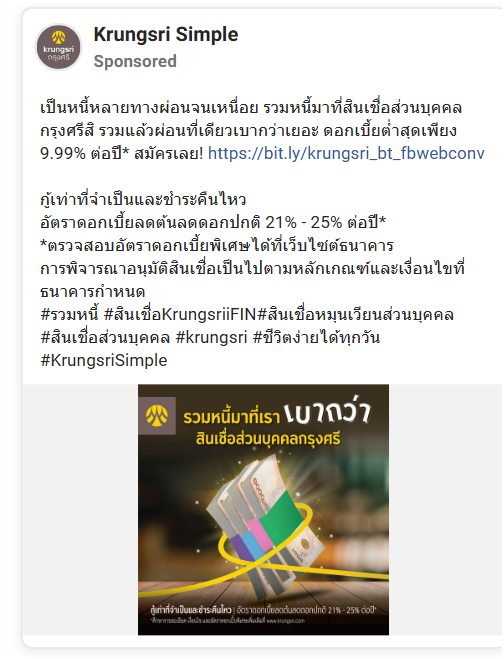 Krungsri Simple
Sponsored
krungsri
กรุงศรี
เป็นหนี้หลายทางผ่อนจนเหนื่อย รวมหนี้มาที่สินเชื่อส่วนบุคคล
กรุงศรีสิ รวมแล้วผ่อนที่เดียวเบากว่าเยอะ ดอกเบี้ยต่ำสุดเพียง
9.99% ต่อปี* สมัครเลย! https://bit.ly/krungsri_bt_fbwebconv
กู้เท่าที่จำเป็นและชำระคืนไหว
อัตราดอกเบี้ยลดต้นลดดอกปกติ 21% - 25% ต่อปี*
*ตรวจสอบอัตราดอกเบี้ยพิเศษได้ที่เว็บไซต์ธนาคาร
การพิจารณาอนุมัติสินเชื่อเป็นไปตามหลักเกณฑ์และเงื่อนไขที่
ธนาคารกำหนด
#รวมหนี้ #สินเชื่อKrungsriiFIN#สินเชื่อหมุนเวียนส่วนบุคคล
#สินเชื่อส่วนบุคคล #krungsri #ชีวิตง่ายได้ทุกวัน
#KrungsriSimple
รวมหนี้มาที่เรา เบากว่า
สินเชื่อส่วนบุคคลกรุงศรี
กู้เท่าที่จำเป็นและชำระคืนไหว | อัตราดอกเบี้ยลดต้นลดดอกปกติ 21% - 25% ต่อปี*